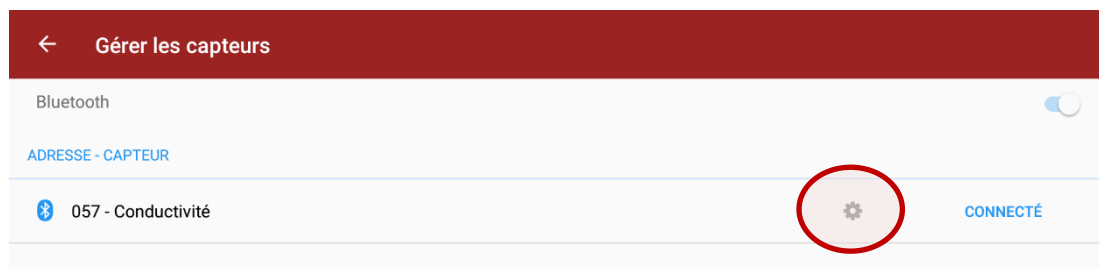 Gérer les capteurs
Bluetooth
ADRESSE - CAPTEUR
057 - Conductivité CONNECTÉ